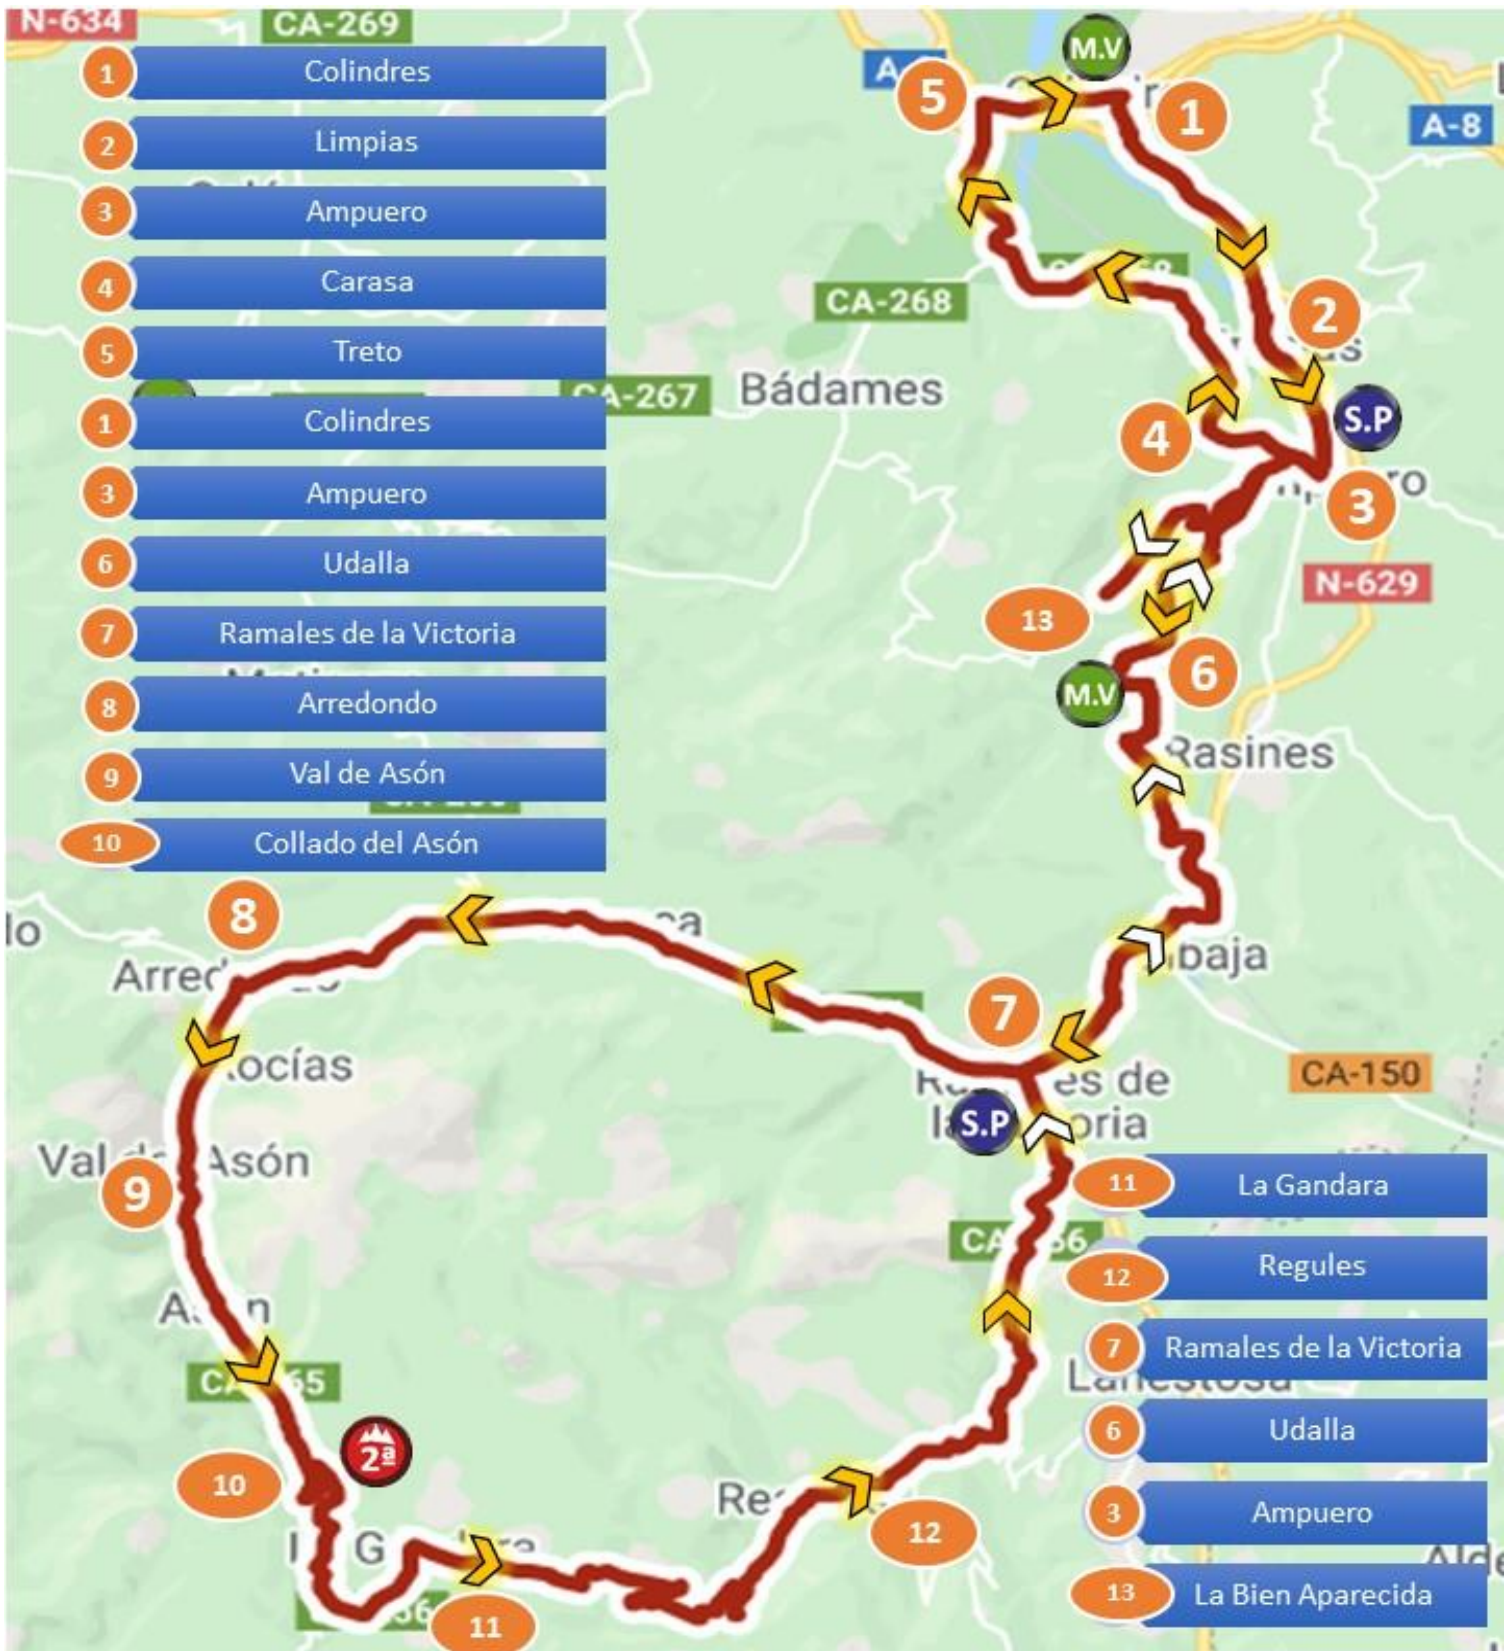 N-634
CA-269
1 Colindres
2 Limpias
3 Ampuero
4 Carasa
5 Treto
1 Colindres
3 Ampuero
6 Udalla
7 Ramales de la Victoria
8 Arredondo
9 Val de Asón
10 Collado del Asón
M.V
5
1
A-8
2
CA-268
CA-267
Bádames
S.P
4
3
N-629
13
6
M.V
Rasines
8
7
CA-150
S.P
9
2ª
10
12
11
11 La Gandara
12 Regules
7 Ramales de la Victoria
6 Udalla
3 Ampuero
13 La Bien Aparecida